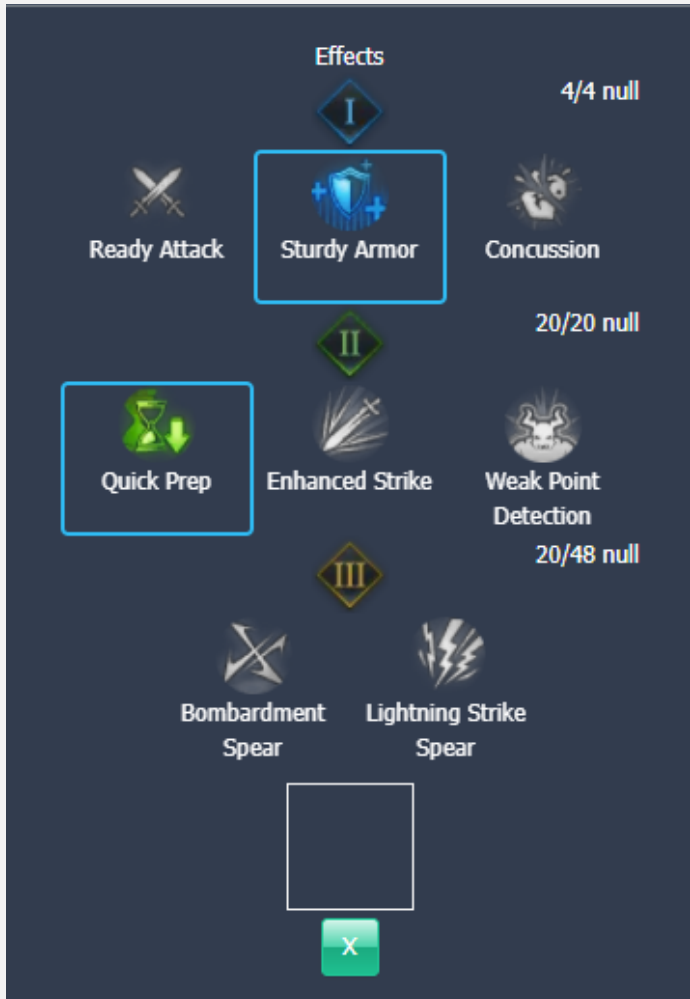 Effects
4/4 null
I
Ready Attack
Sturdy Armor
Concussion
20/20 null
II
Quick Prep
Enhanced Strike
Weak Point
Detection
20/48 null
III
Bombardment
Spear
Lightning Strike
Spear
X